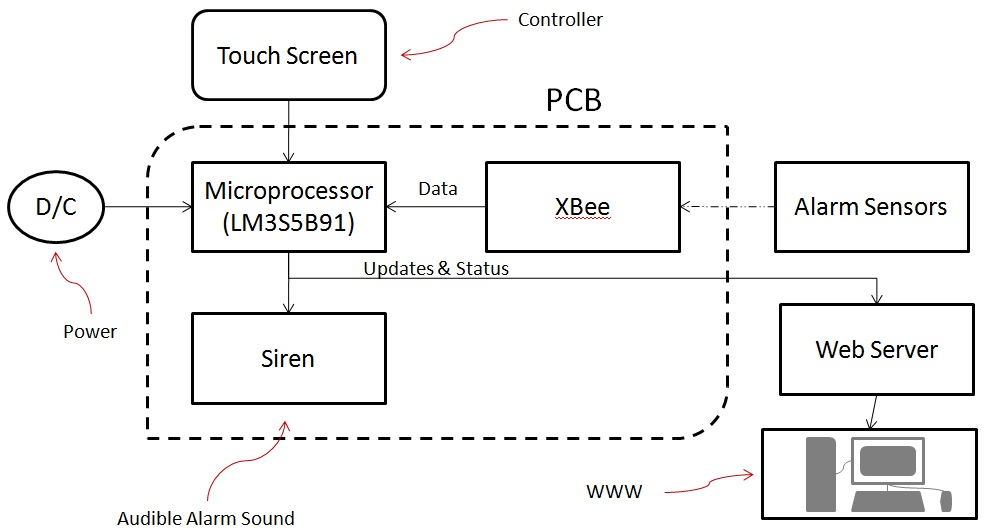 Controller
Touch Screen
PCB
D/C
Microprocessor
(LM3S5B91)
Data
XBee
Alarm Sensors
Updates & Status
Power
Siren
Web Server
WWW
Audible Alarm Sound